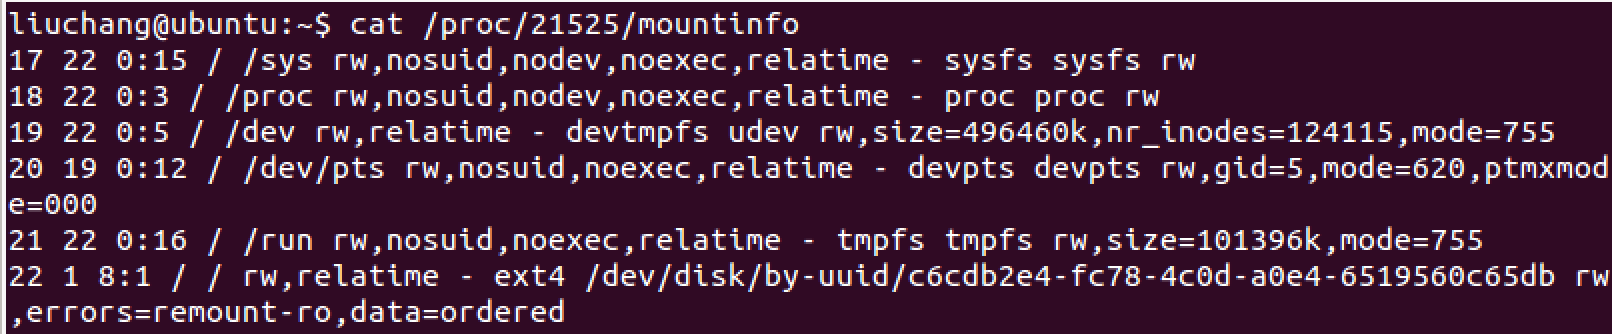 liuchang@ubuntu:~$ cat /proc/21525/mountinfo
17 22 0:15 / /sys rw,nosuid,nodev,noexec,relatime - sysfs sysfs rw
18 22 0:3 / /proc rw,nosuid,nodev,noexec,relatime - proc proc rw
19 22 0:5 / /dev rw,relatime - devtmpfs udev rw,size=496460k,nr_inodes=124115,mode=755
20 19 0:12 / /dev/pts rw,nosuid,noexec,relatime - devpts devpts rw,gid=5,mode=620,ptmxmod
e=000
21 22 0:16 / /run rw,nosuid,noexec,relatime - tmpfs tmpfs rw,size=101396k,mode=755
22 1 8:1 / / rw,relatime - ext4 /dev/disk/by-uuid/c6cdb2e4-fc78-4c0d-a0e4-6519560c65db rw
,errors=remount-ro,data=ordered